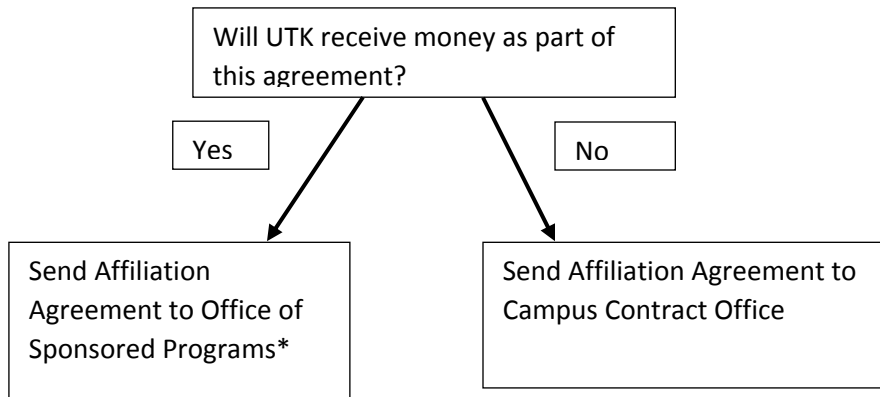 Will UTK receive money as part of
this agreement?
Yes
No
Send Affiliation
Agreement to Office of
Sponsored Programs*
Send Affiliation Agreement to
Campus Contract Office